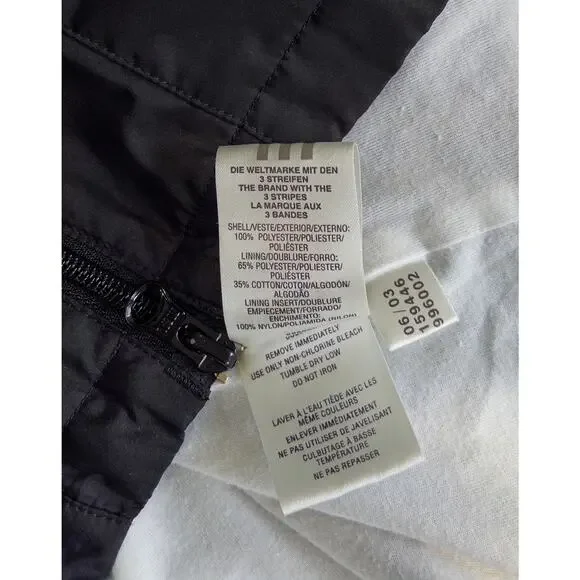 DIE WELTMARKE MIT DEN
3 STREIFEN
THE BRAND WITH THE
3 STRIPES
LA MARQUE AUX
3 BANDES
SHELL/VESTE/EXTERIOR/EXTERNO:
100% POLYESTER/POLIESTER/
POLIÉSTER
LINING/DOUBLURE/FORRO:
65% POLYESTER/POLIESTER/
POLIÉSTER
35% COTTON/COTON/ALGODÓN/
ALGODÃO
LINING INSERT/DOUBLURE
EMPIECEMENT/FORRADO/
ENCHIMENTO:
100% NYLON/POLIAMIDA (NILON)
REMOVE IMMEDIATELY
USE ONLY NON-CHLORINE BLEACH
TUMBLE DRY LOW
DO NOT IRON
LAVER À L'EAU TIÈDE AVEC LES
MÊME COULEURS
ENLEVER IMMÉDIATEMENT
NE PAS UTILISER DE JAVELISANT
CULBUTAGE À BASSE
TEMPÉRATURE
NE PAS REPASSER
06/03
159446
996002